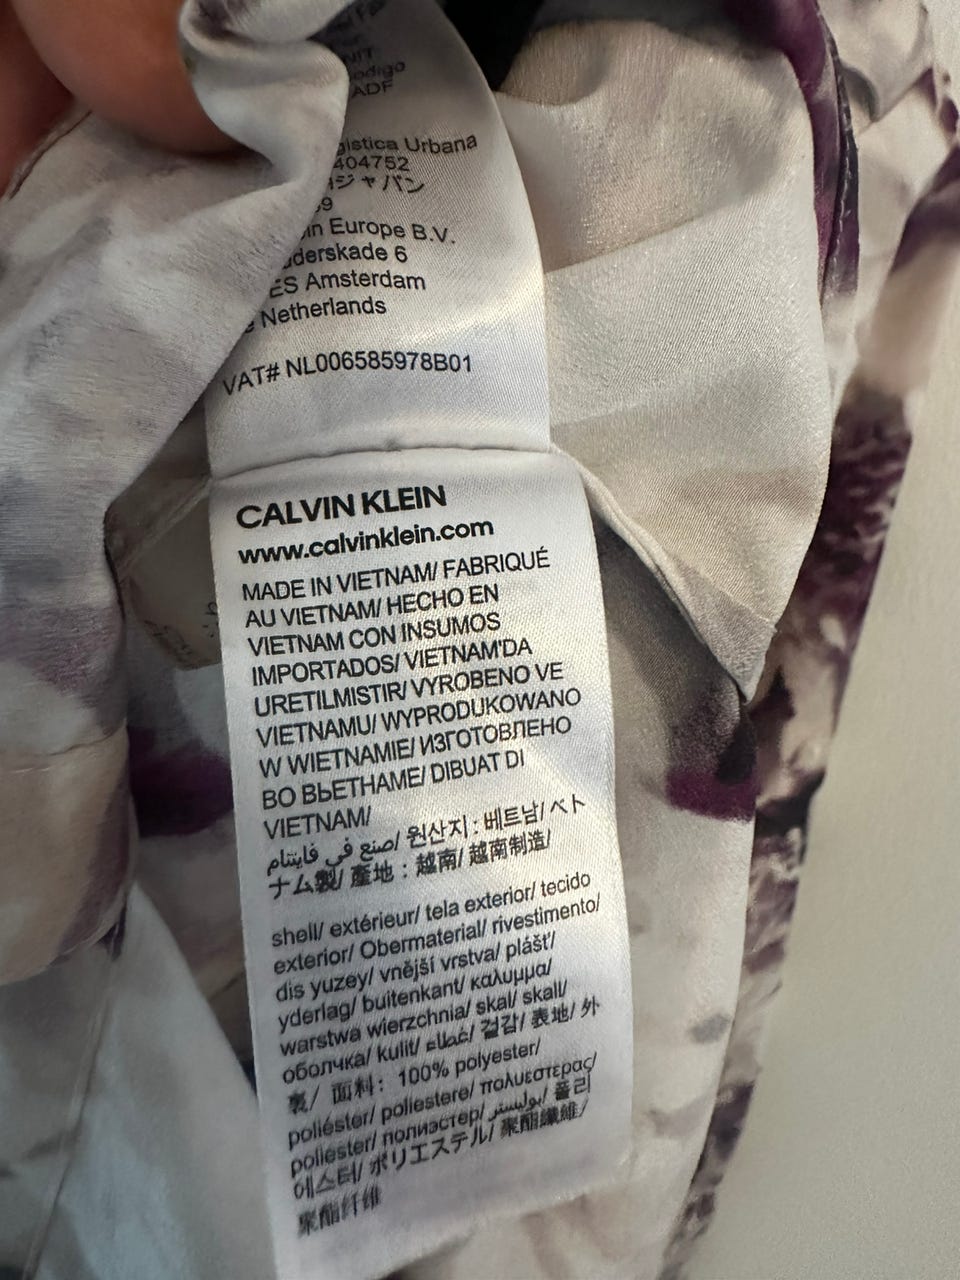 NIT
ADF
Urbana
404752
ジャパン
Europe B.V.
6
Amsterdam
Netherlands
VAT# NL006585978B01
CALVIN KLEIN
www.calvinklein.com
MADE IN VIETNAM/ FABRIQUÉ
AU VIETNAM/ HECHO EN
VIETNAM CON INSUMOS
IMPORTADOS/ VIETNAM'DA
URETILMISTIR/ VYROBENO VE
VIETNAMU/ WYPRODUKOWANO
W WIETNAMIE/ ИЗГОТОВЛЕНО
ВО ВЬЕТНАМЕ/ DIBUAT DI
VIETNAM/
صنع في فايتنام/ 원산지 : 베트남/ ベト
ナム製/ 產地 : 越南/ 越南制造/
shell/ extérieur/ tela exterior/ tecido
exterior/ Obermaterial/ rivestimento/
dis yuzey/ vnější vrstva/ plášť/
yderlag/ buitenkant/ καλυμμα/
warstwa wierzchnia/ skal/ skall/
оболчка/ kulit/ غطاء/ 겉감/ 表地/ 外
裏/ 面料: 100% polyester/
poliéster/ poliestere/ πολυεστερας/
poliester/ полиэстер/ بوليستر/ 폴리
에스터/ ポリエステル/ 聚酯纖維/
聚酯纤维